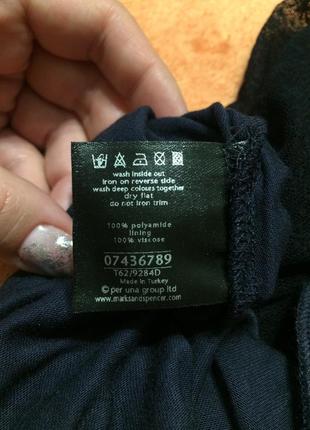 wash inside out
iron on reverse side
wash deep colours together
dry flat
do not iron trim
100% polyamide
lining
100% viscose
07436789
T62/9284D
Made in Turkey
© per una group ltd
www.marksandspencer.com